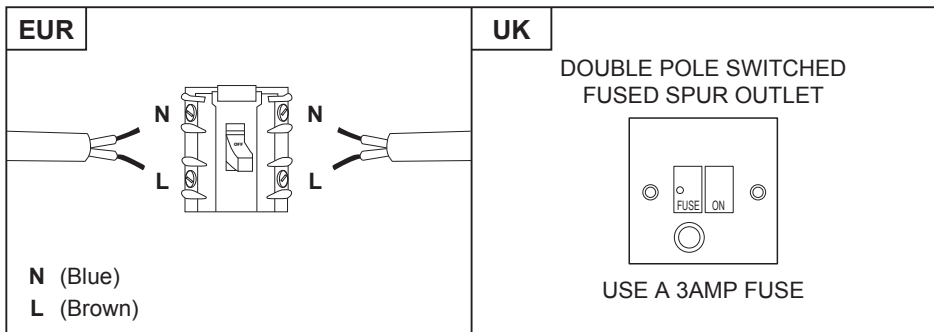 EUR
N
N
OFF
L
L
N (Blue)
L (Brown)
UK
DOUBLE POLE SWITCHED
FUSED SPUR OUTLET
FUSE
ON
USE A 3AMP FUSE